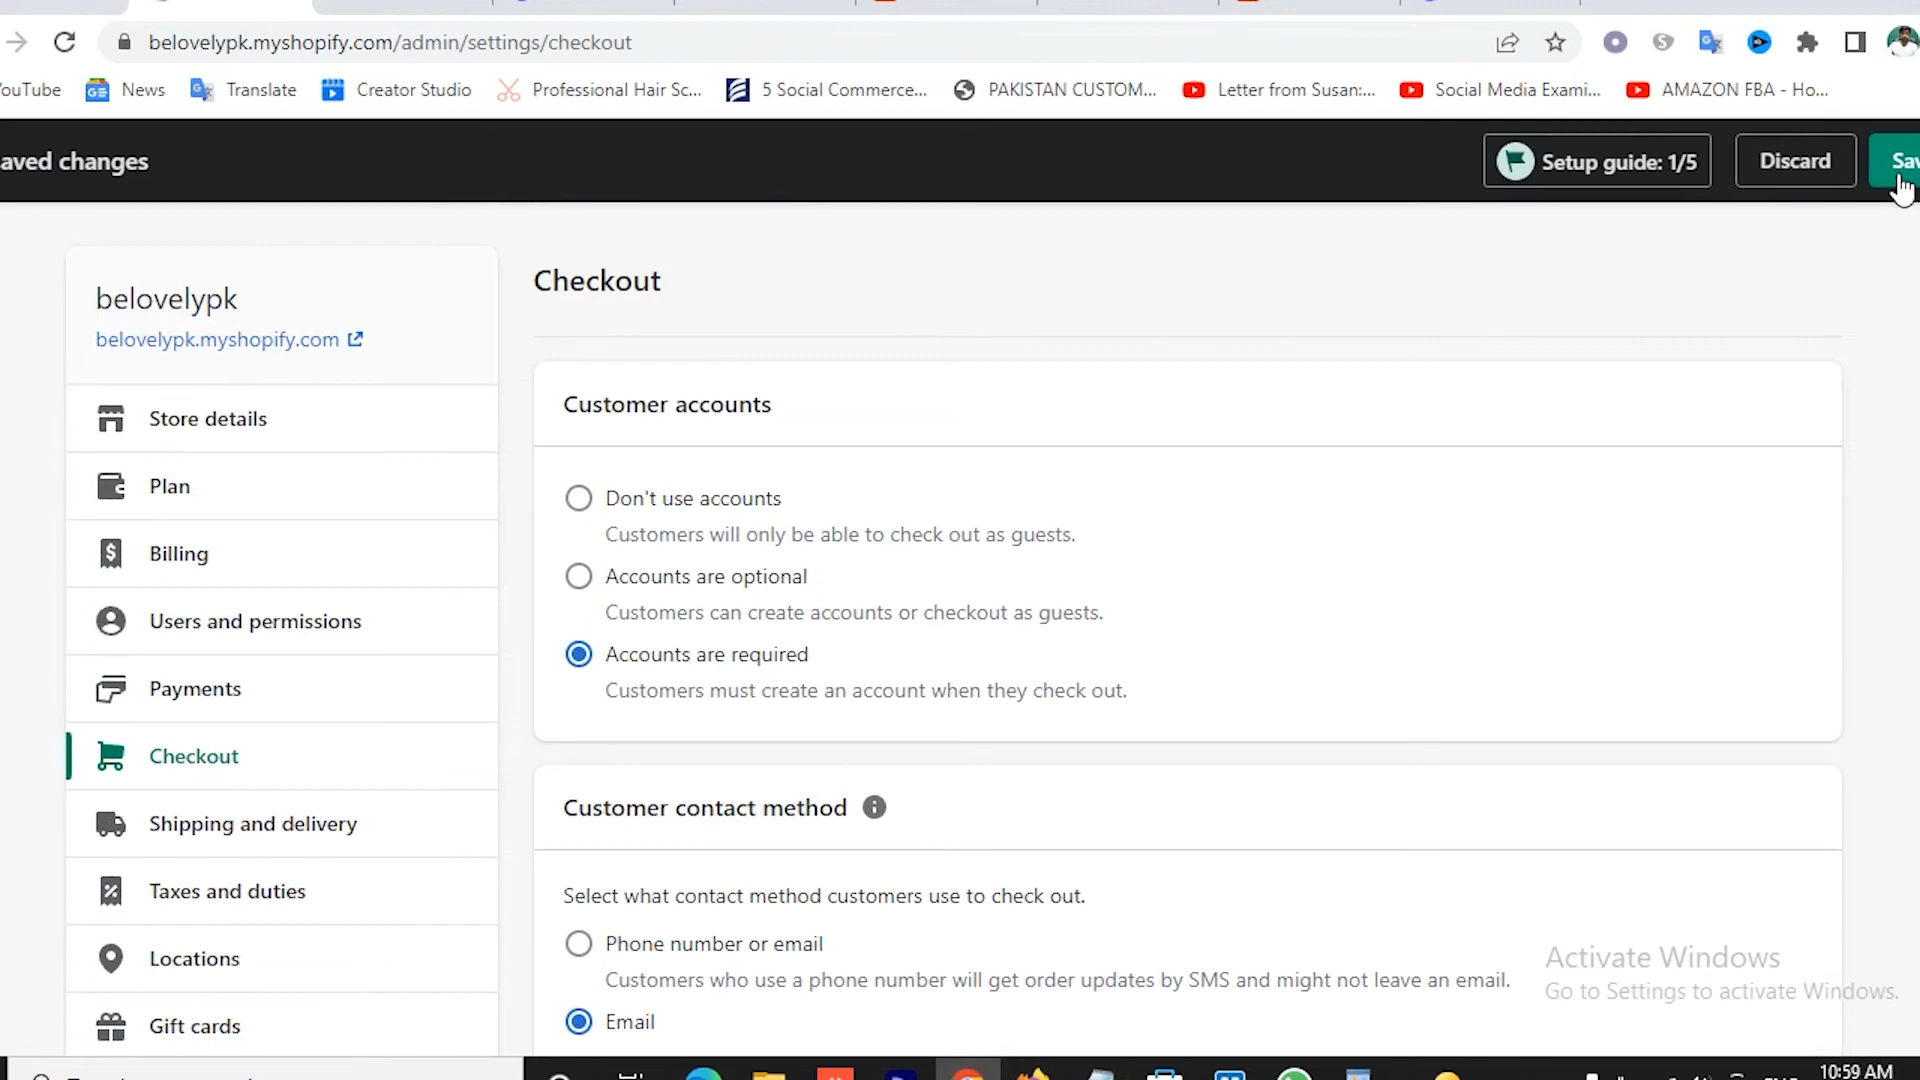 belovelypk.myshopify.com/admin/settings/checkout
ouTube News Translate Creator Studio Professional Hair Sc... 5 Social Commerce... PAKISTAN CUSTOM... Letter from Susan:... Social Media Exami... AMAZON FBA - Ho...
aved changes Setup guide: 1/5 Discard Sav
belovelypk
belovelypk.myshopify.com
Store details
Plan
Billing
Users and permissions
Payments
Checkout
Shipping and delivery
Taxes and duties
Locations
Gift cards
Checkout
Customer accounts
Don't use accounts
Customers will only be able to check out as guests.
Accounts are optional
Customers can create accounts or checkout as guests.
Accounts are required
Customers must create an account when they check out.
Customer contact method
Select what contact method customers use to check out.
Phone number or email
Customers who use a phone number will get order updates by SMS and might not leave an email.
Email
Activate Windows
Go to Settings to activate Windows.
10:59 AM